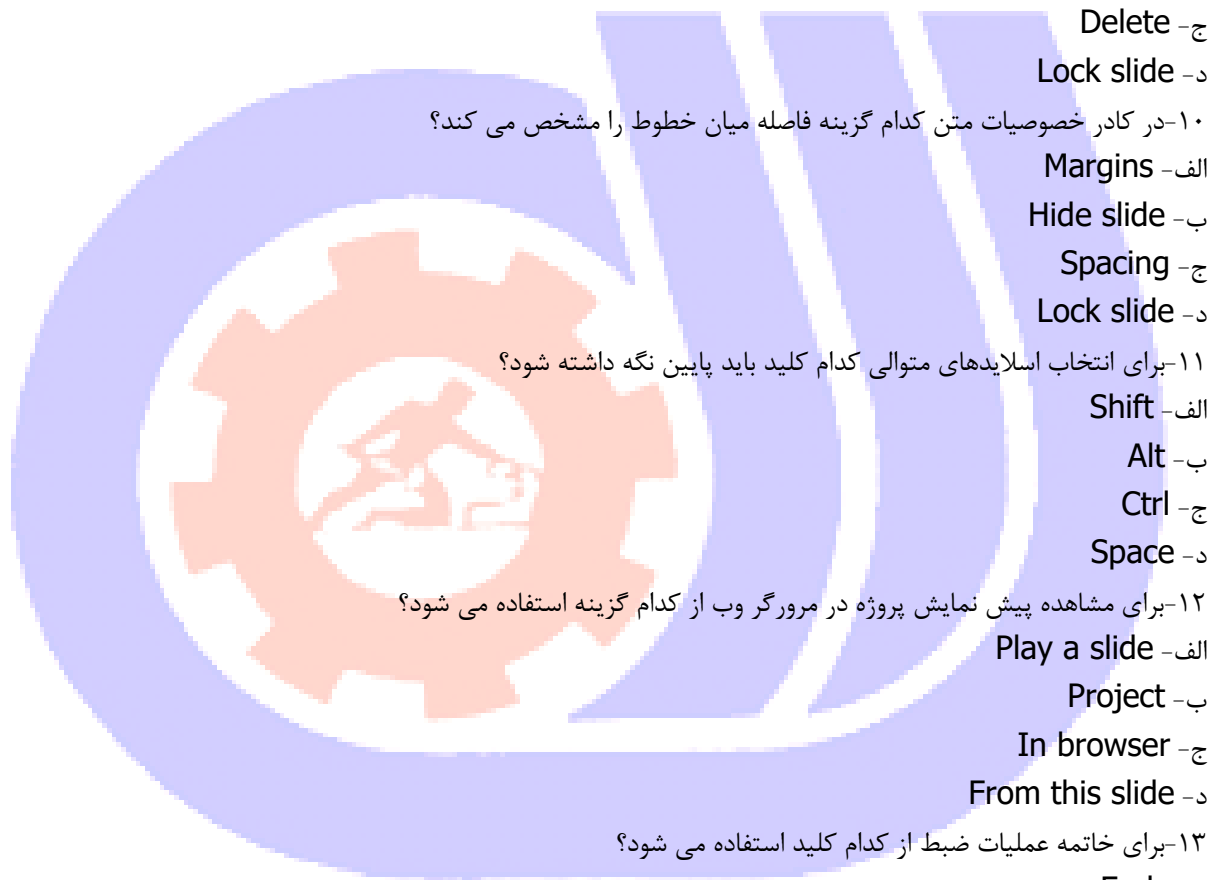 ج- Delete
د- Lock slide
۱۰-در کادر خصوصیات متن کدام گزینه فاصله میان خطوط را مشخص می کند؟
الف- Margins
ب- Hide slide
ج- Spacing
د- Lock slide
۱۱-برای انتخاب اسلایدهای متوالی کدام کلید باید پایین نگه داشته شود؟
الف- Shift
ب- Alt
ج- Ctrl
د- Space
۱۲-برای مشاهده پیش نمایش پروژه در مرورگر وب از کدام گزینه استفاده می شود؟
الف- Play a slide
ب- Project
ج- In browser
د- From this slide
۱۳-برای خاتمه عملیات ضبط از کدام کلید استفاده می شود؟